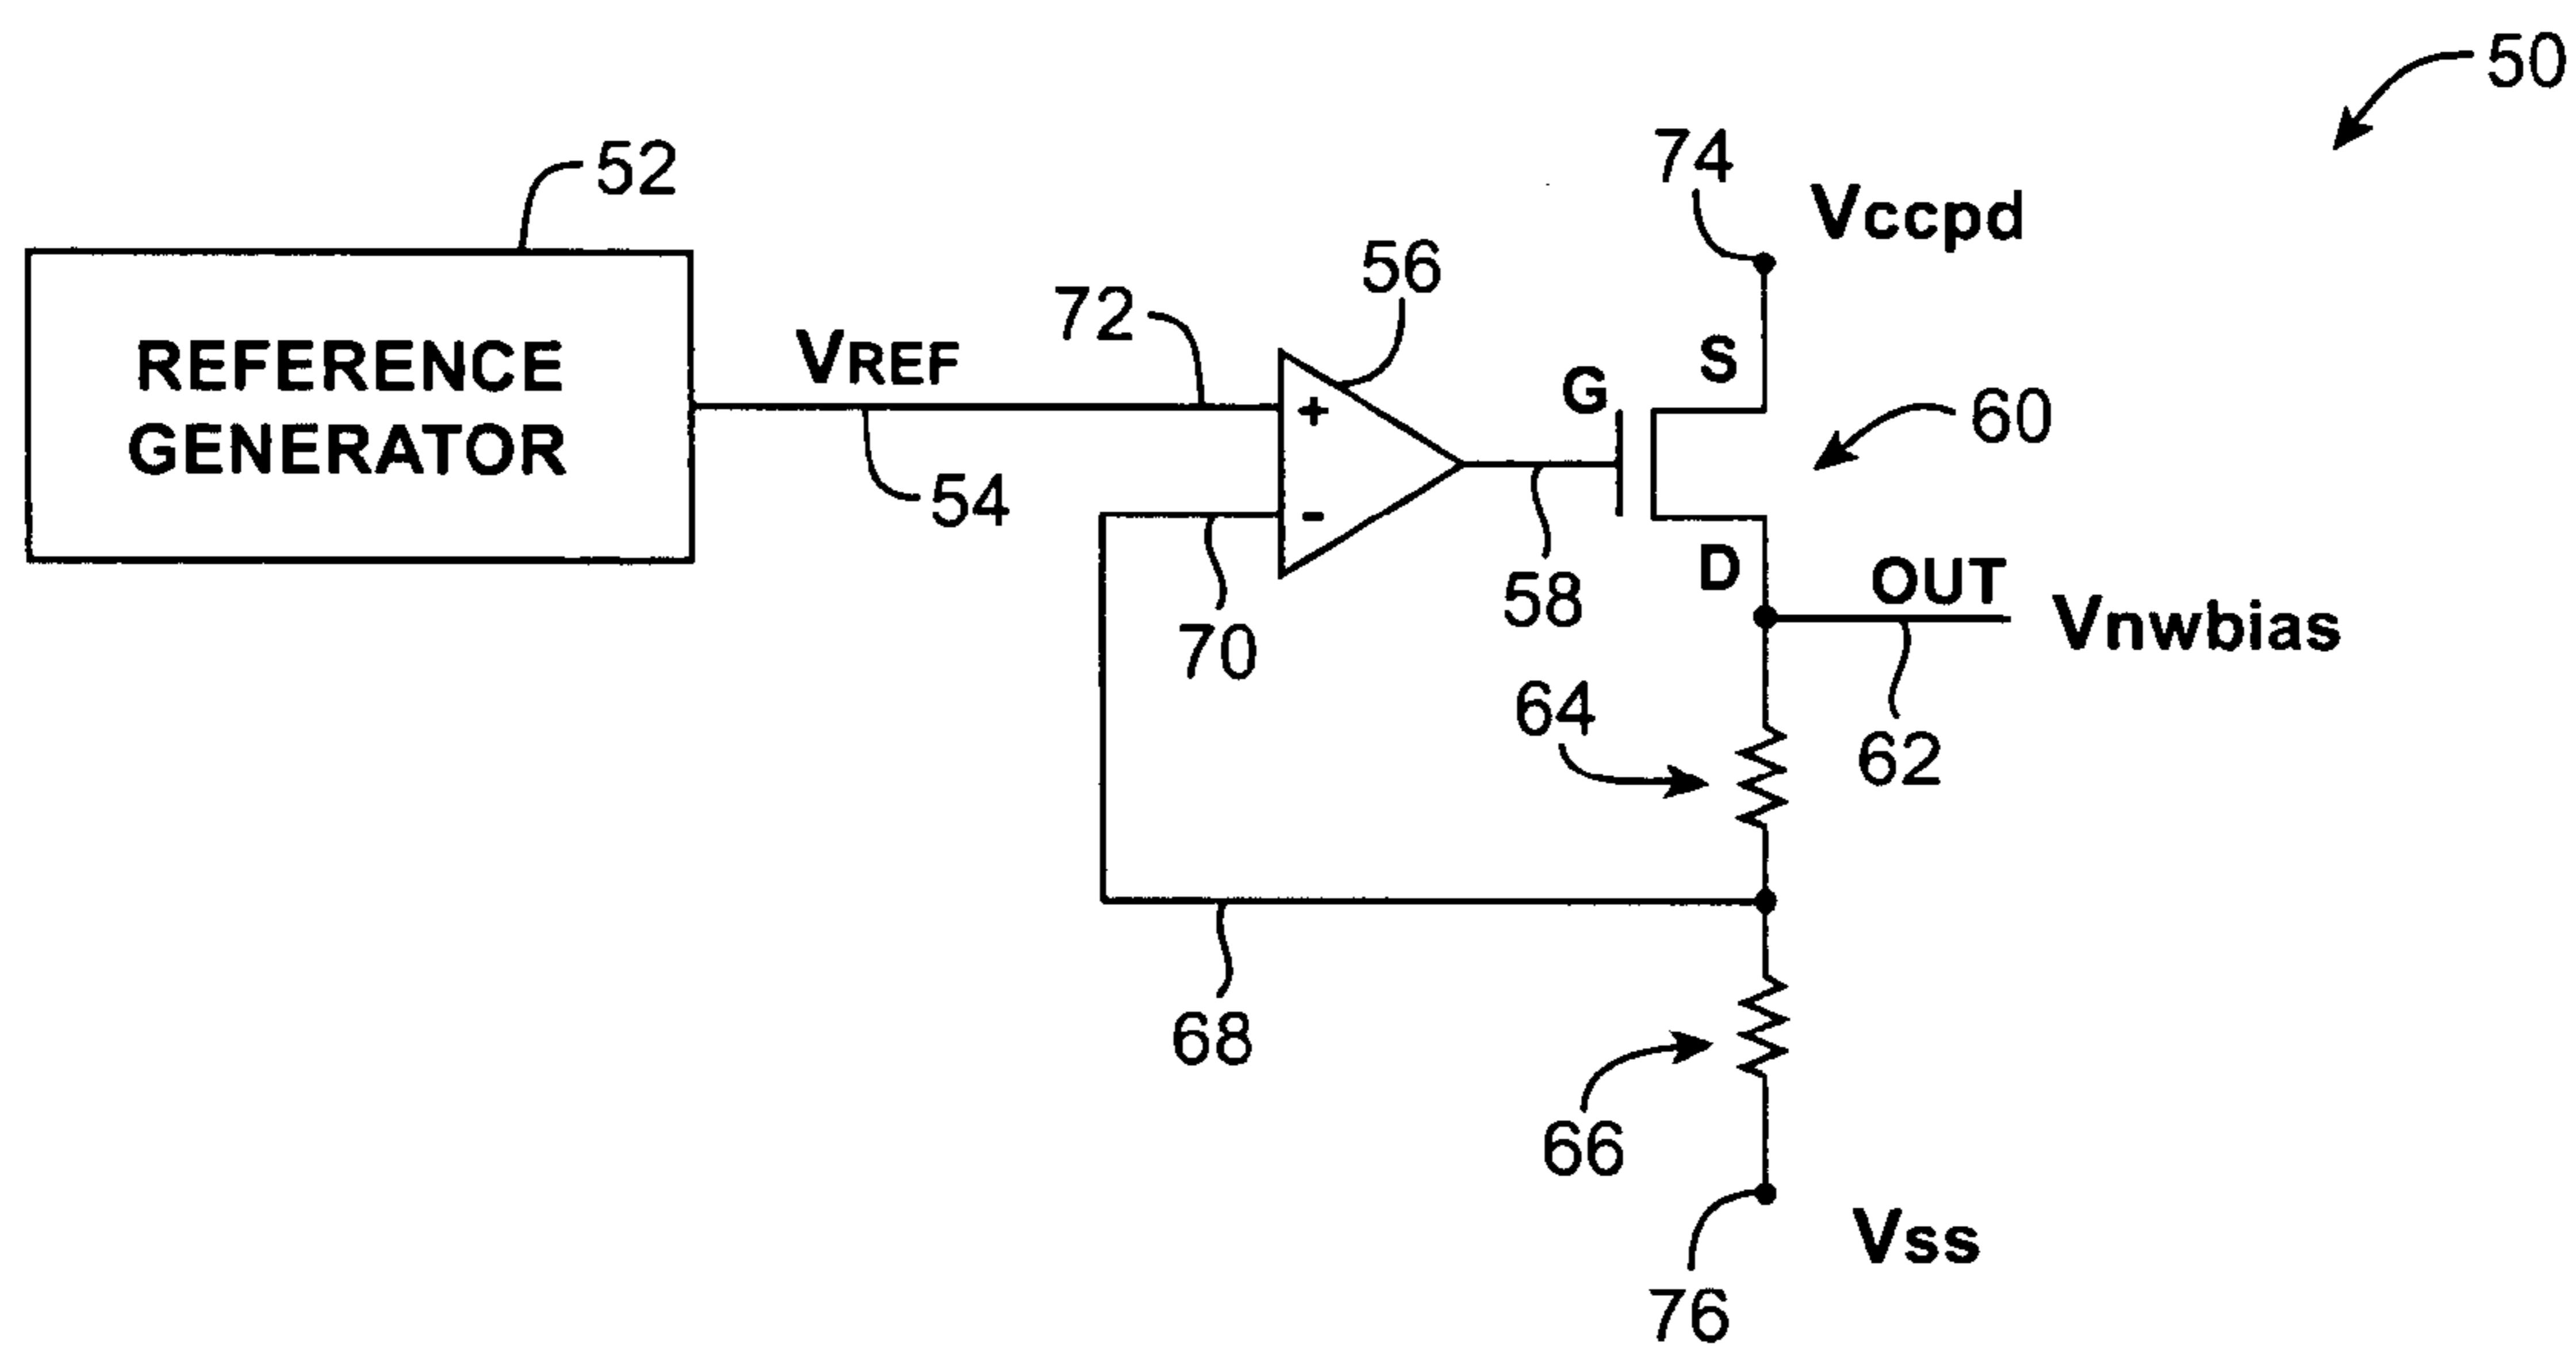 50
52
74
Vccpd
56
72
REFERENCE
GENERATOR
VREF
54
+
-
G
S
D
60
58
70
OUT
Vnwbias
62
64
68
66
Vss
76